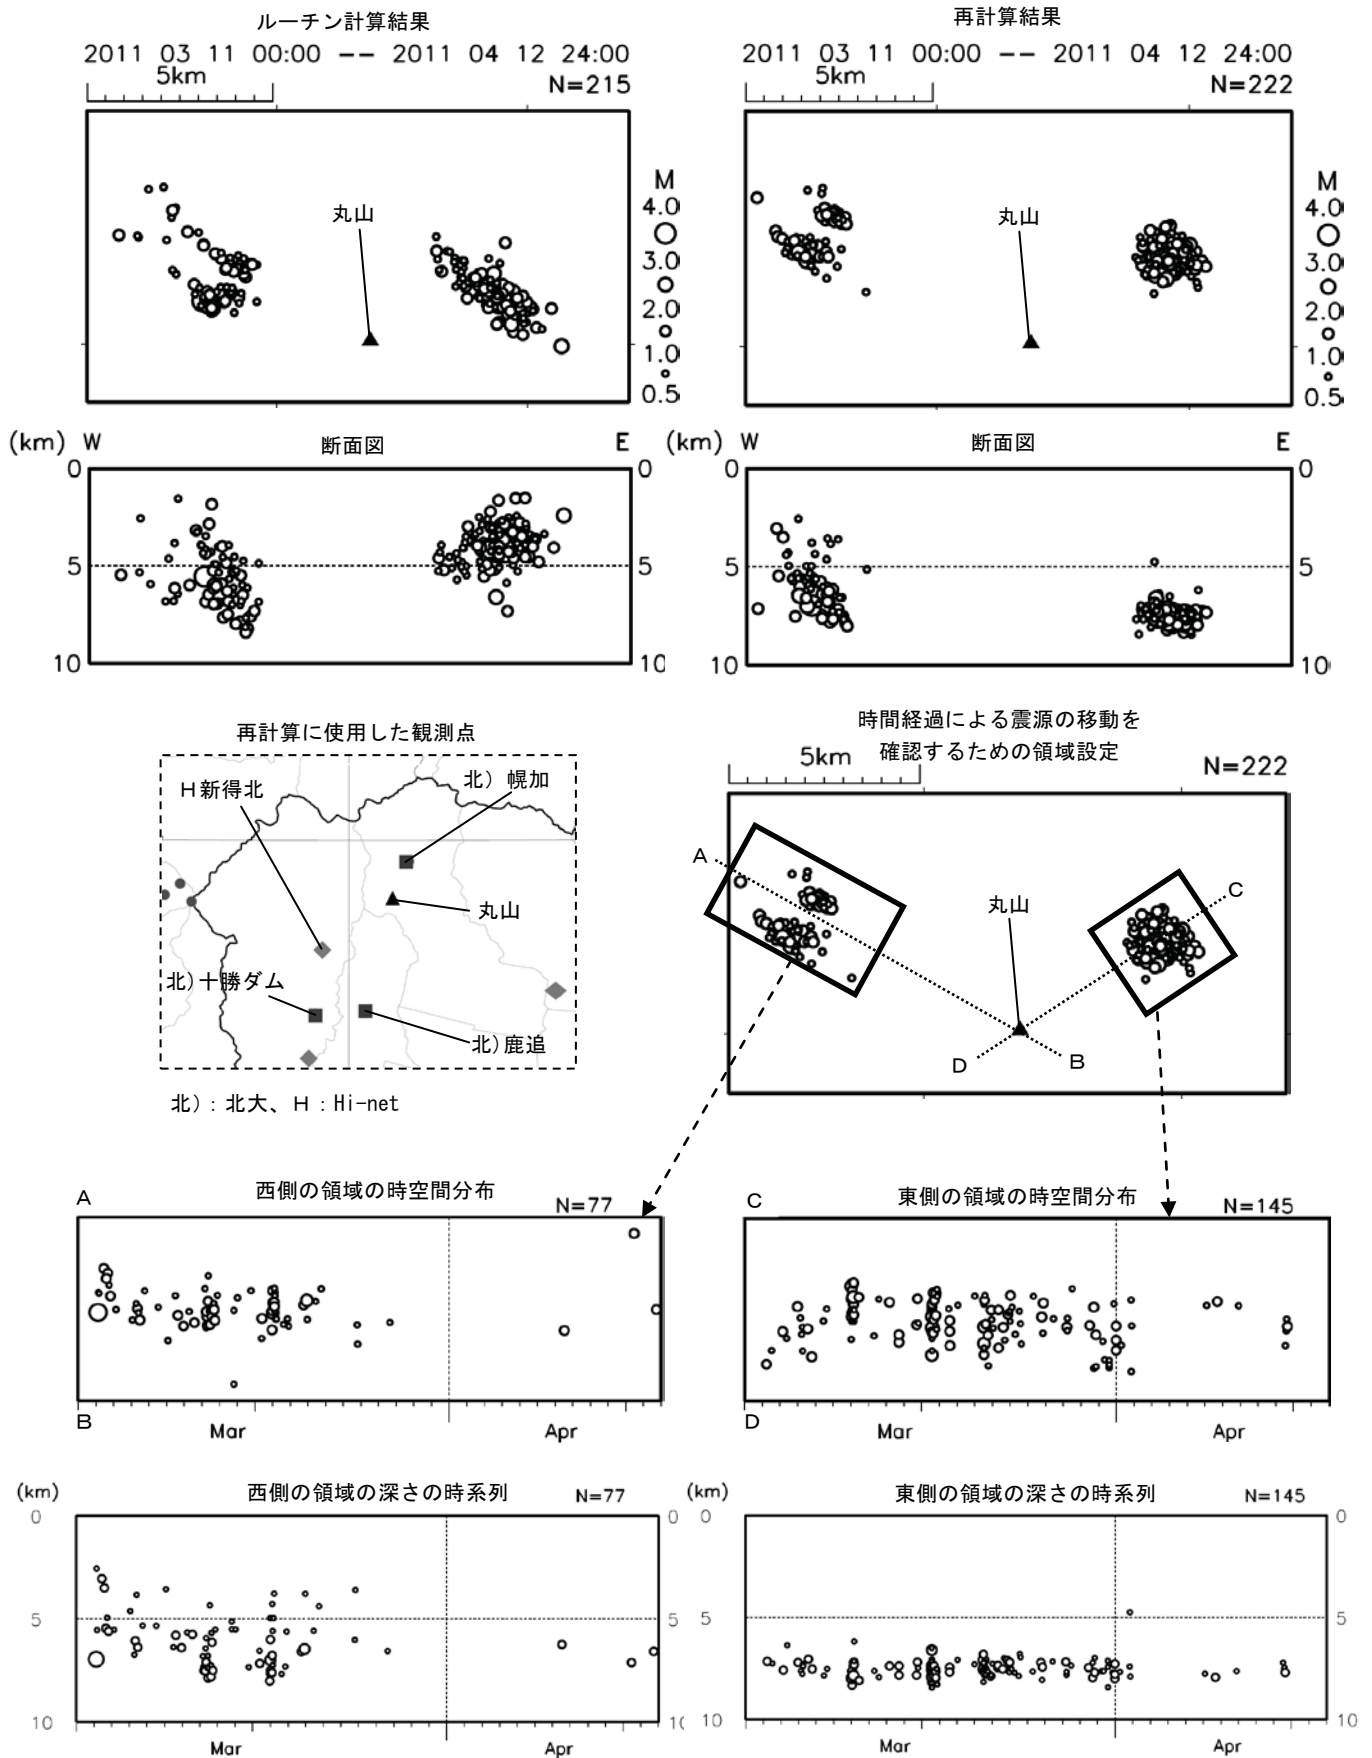 ルーチン計算結果
2011 03 11 00:00 -- 2011 04 12 24:00
5km
N=215
丸山
M
4.0
3.0
2.0
1.0
0.5
再計算結果
2011 03 11 00:00 -- 2011 04 12 24:00
5km
N=222
丸山
M
4.0
3.0
2.0
1.0
0.5
(km) W 断面図 E
0 0
5 5
10 10
(km) W 断面図 E
0 0
5 5
10 10
再計算に使用した観測点
H新得北
北）幌加
丸山
北）十勝ダム
北）鹿追
北）：北大、H：Hi-net
時間経過による震源の移動を
確認するための領域設定
5km
N=222
A
丸山
C
D
B
A 西側の領域の時空間分布 N=77
B
Mar Apr
C 東側の領域の時空間分布 N=145
D
Mar Apr
(km) 西側の領域の深さの時系列 N=77
0 0
5 5
10 10
Mar Apr
(km) 東側の領域の深さの時系列 N=145
0 0
5 5
10 10
Mar Apr